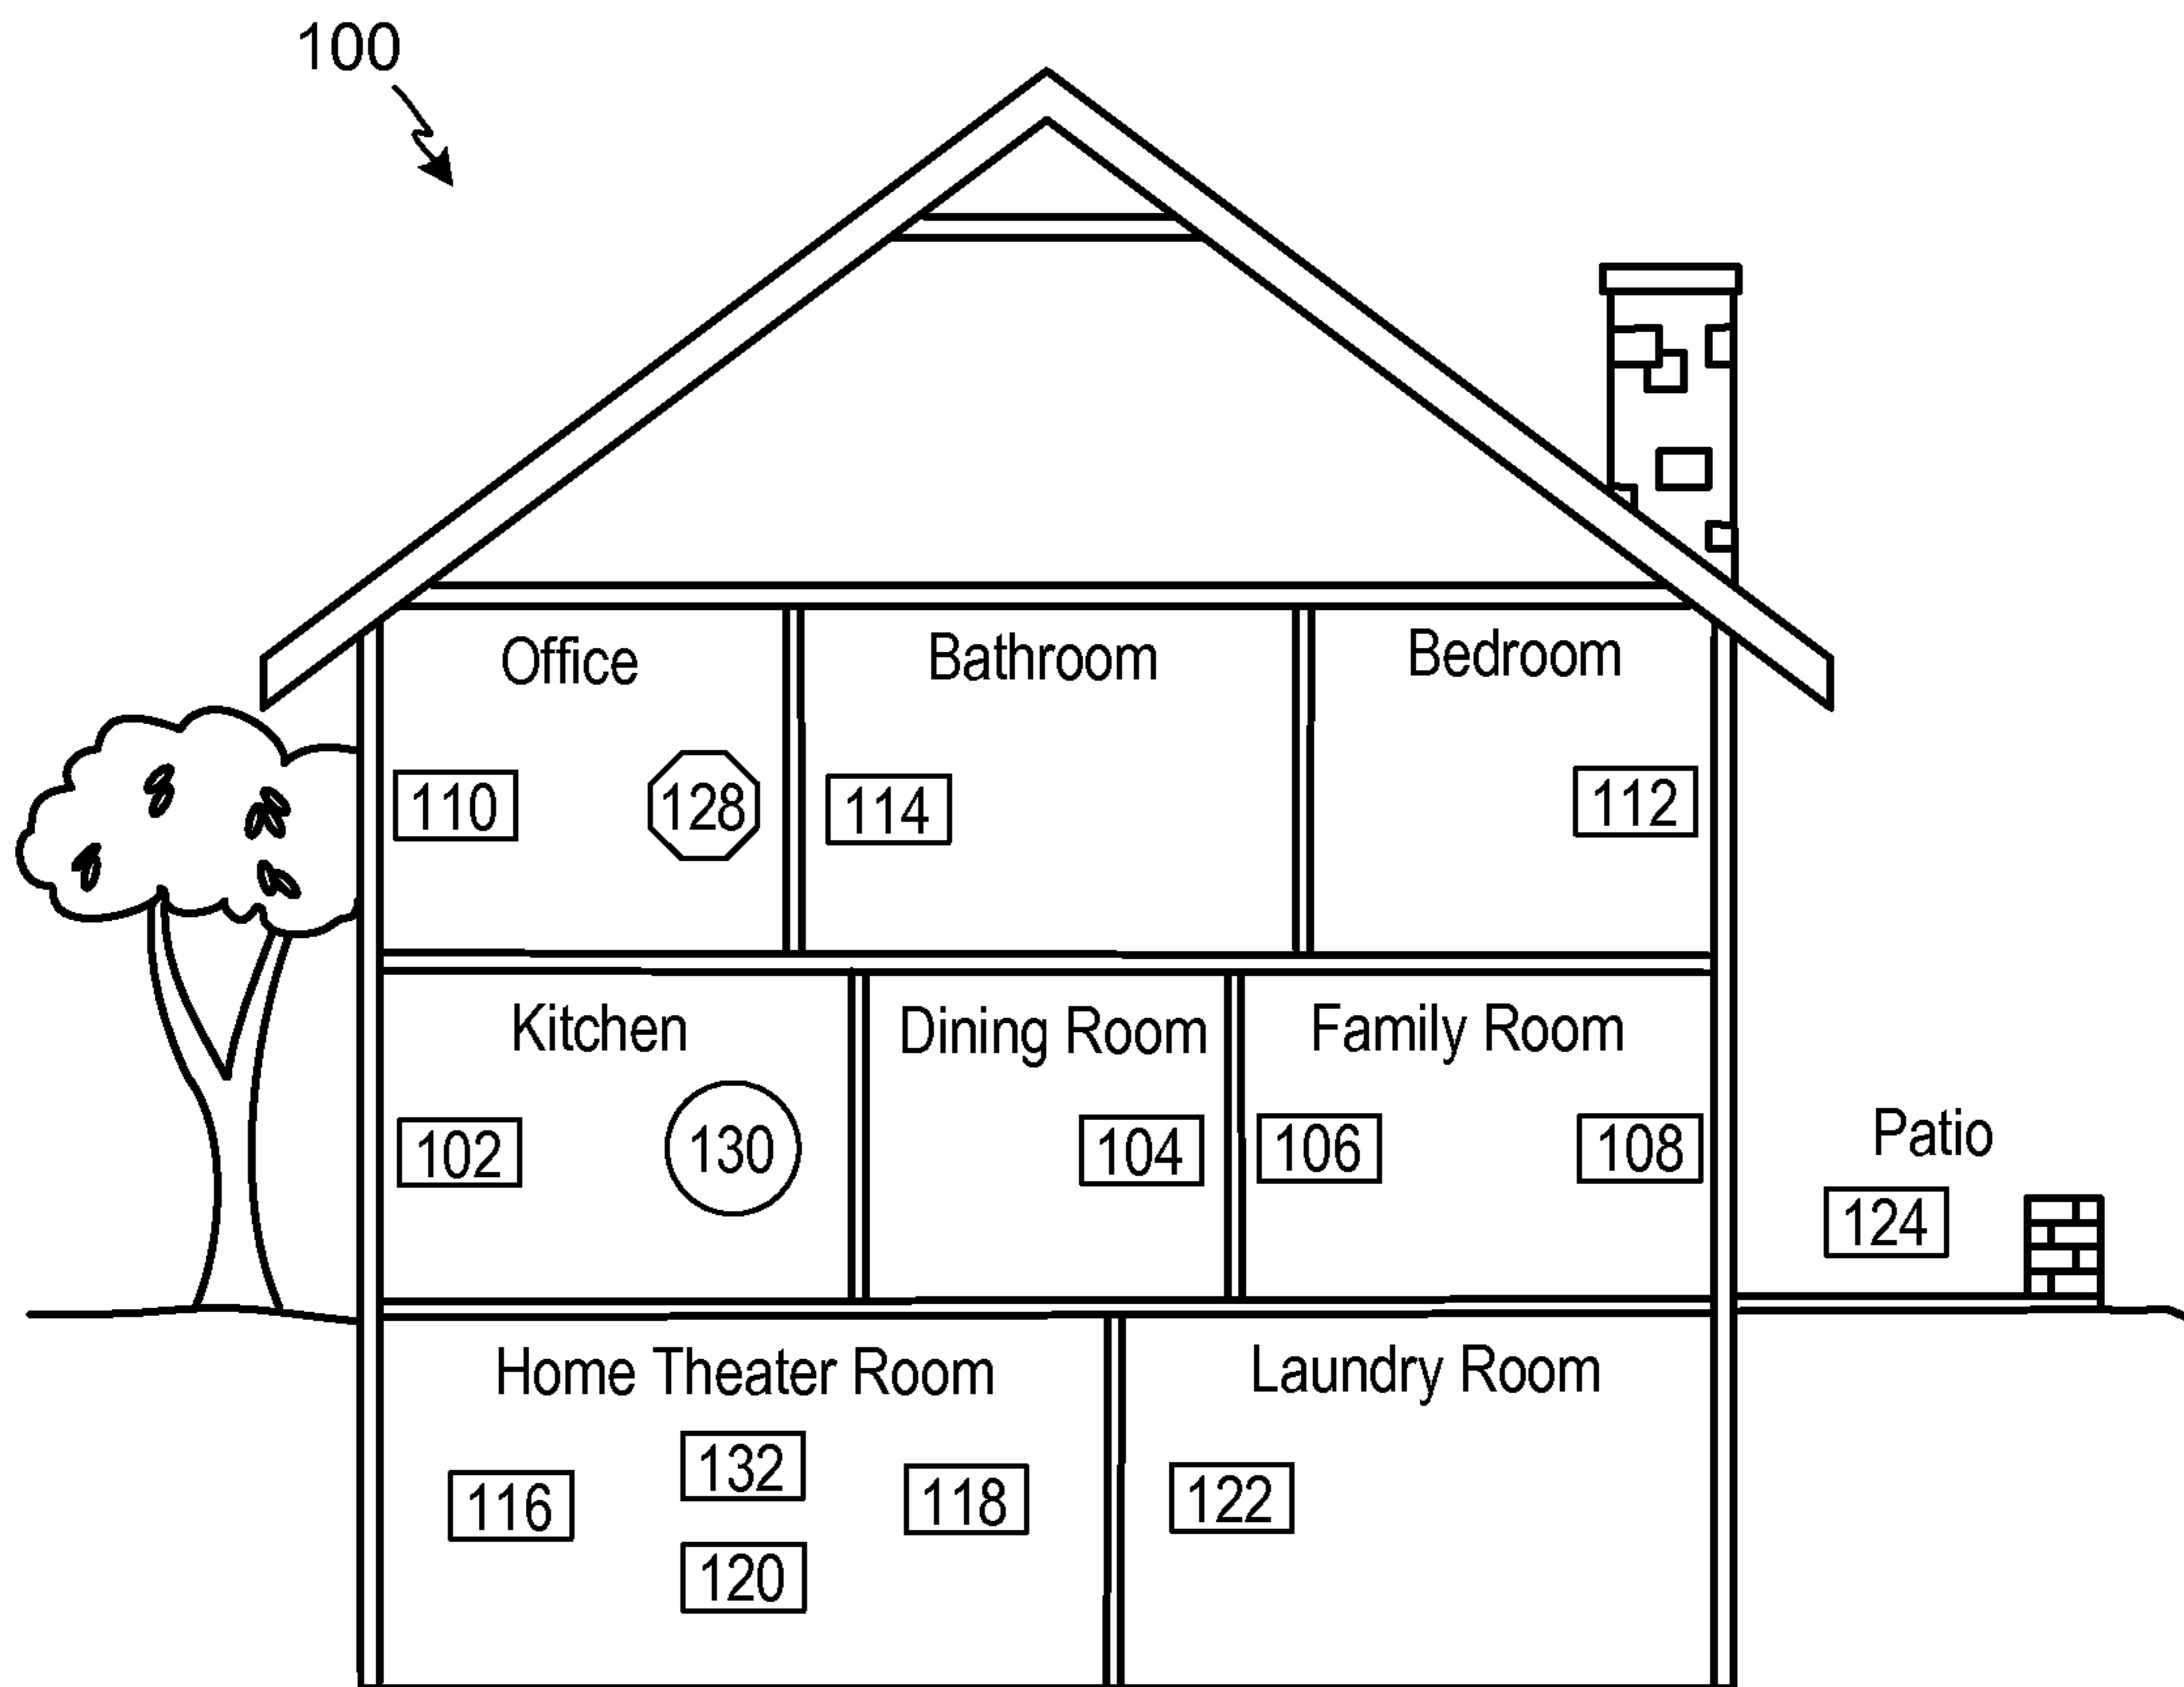 100
Office
Bathroom
Bedroom
110
128
114
112
Kitchen
Dining Room
Family Room
102
130
104
106
108
Patio
124
Home Theater Room
Laundry Room
116
132
118
120
122